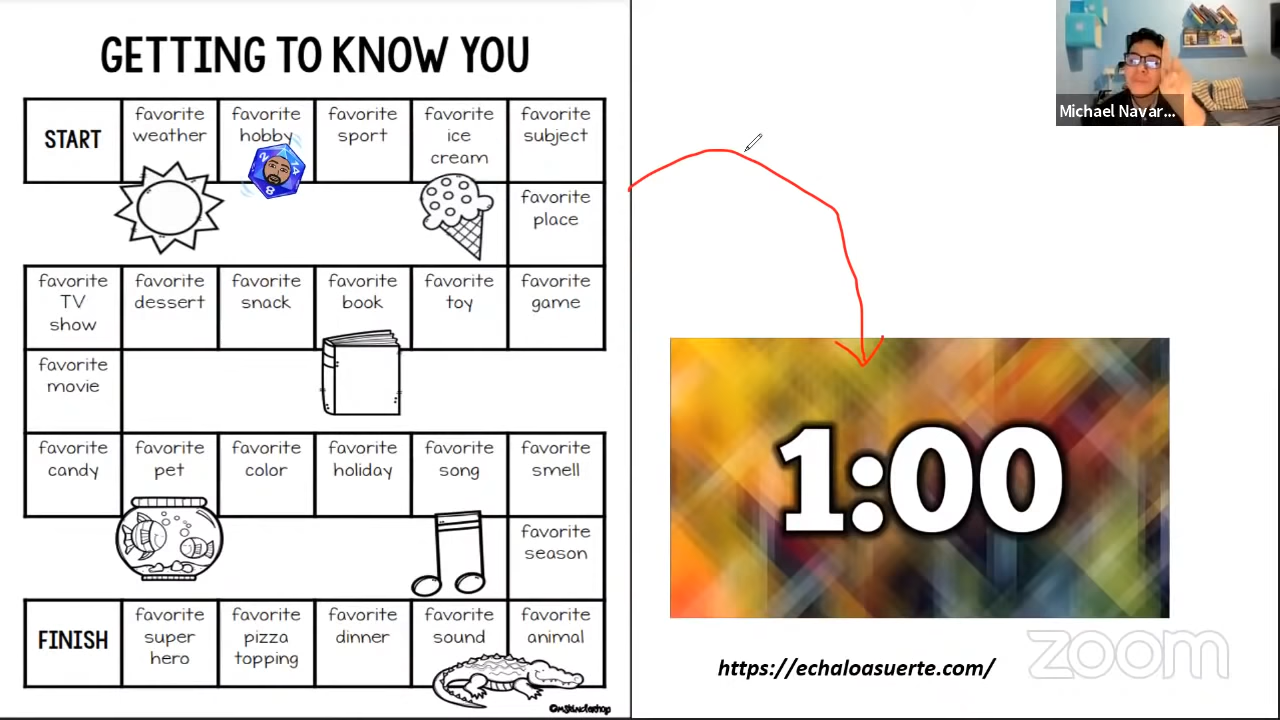 GETTING TO KNOW YOU
START
favorite
weather
favorite
hobby
favorite
sport
favorite
ice
cream
favorite
subject
favorite
place
favorite
TV
show
favorite
dessert
favorite
snack
favorite
book
favorite
toy
favorite
game
favorite
movie
favorite
candy
favorite
pet
favorite
color
favorite
holiday
favorite
song
favorite
smell
favorite
season
FINISH
favorite
super
hero
favorite
pizza
topping
favorite
dinner
favorite
sound
favorite
animal
Michael Navar...
1:00
https://echaloasuerte.com/
zoom